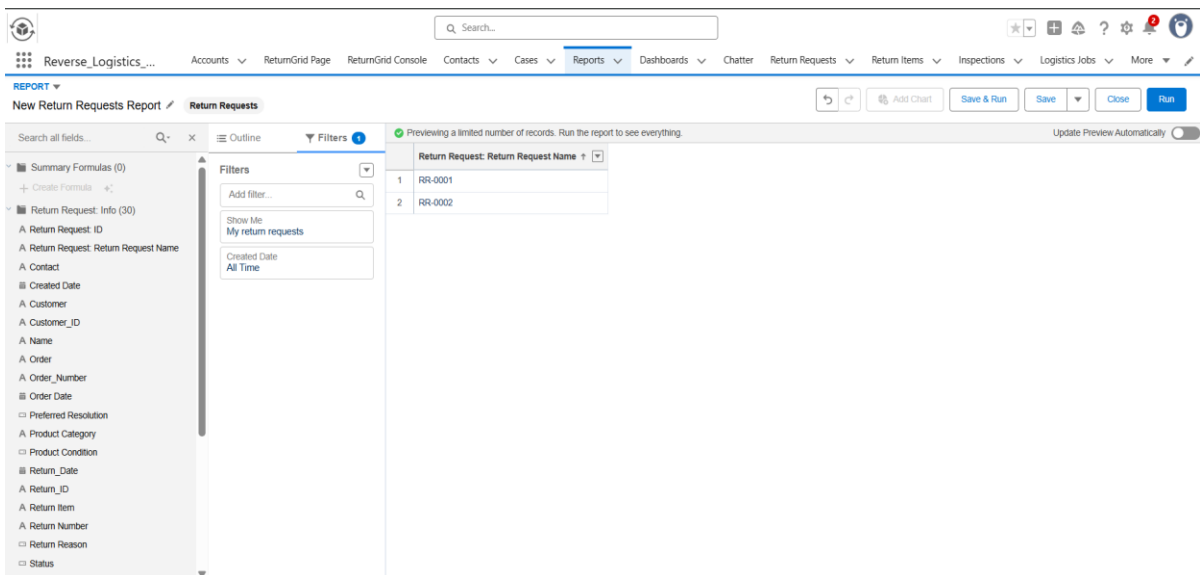 Search...
2
Reverse_Logistics_... Accounts ReturnGrid Page ReturnGrid Console Contacts Cases Reports Dashboards Chatter Return Requests Return Items Inspections Logistics Jobs More
REPORT
New Return Requests Report Return Requests Add Chart Save & Run Save Close Run
Search all fields... Outline Filters 1 Previewing a limited number of records. Run the report to see everything. Update Preview Automatically
Summary Formulas (0)
Create Formula
Return Request: Info (30)
A Return Request: ID
A Return Request: Return Request Name
A Contact
Created Date
A Customer
A Customer_ID
A Name
A Order
A Order_Number
Order Date
Preferred Resolution
A Product Category
Product Condition
Return_Date
A Return_ID
A Return Item
A Return Number
Return Reason
Status
Filters
Add filter...
Show Me
My return requests
Created Date
All Time
Return Request: Return Request Name ↑
1 RR-0001
2 RR-0002